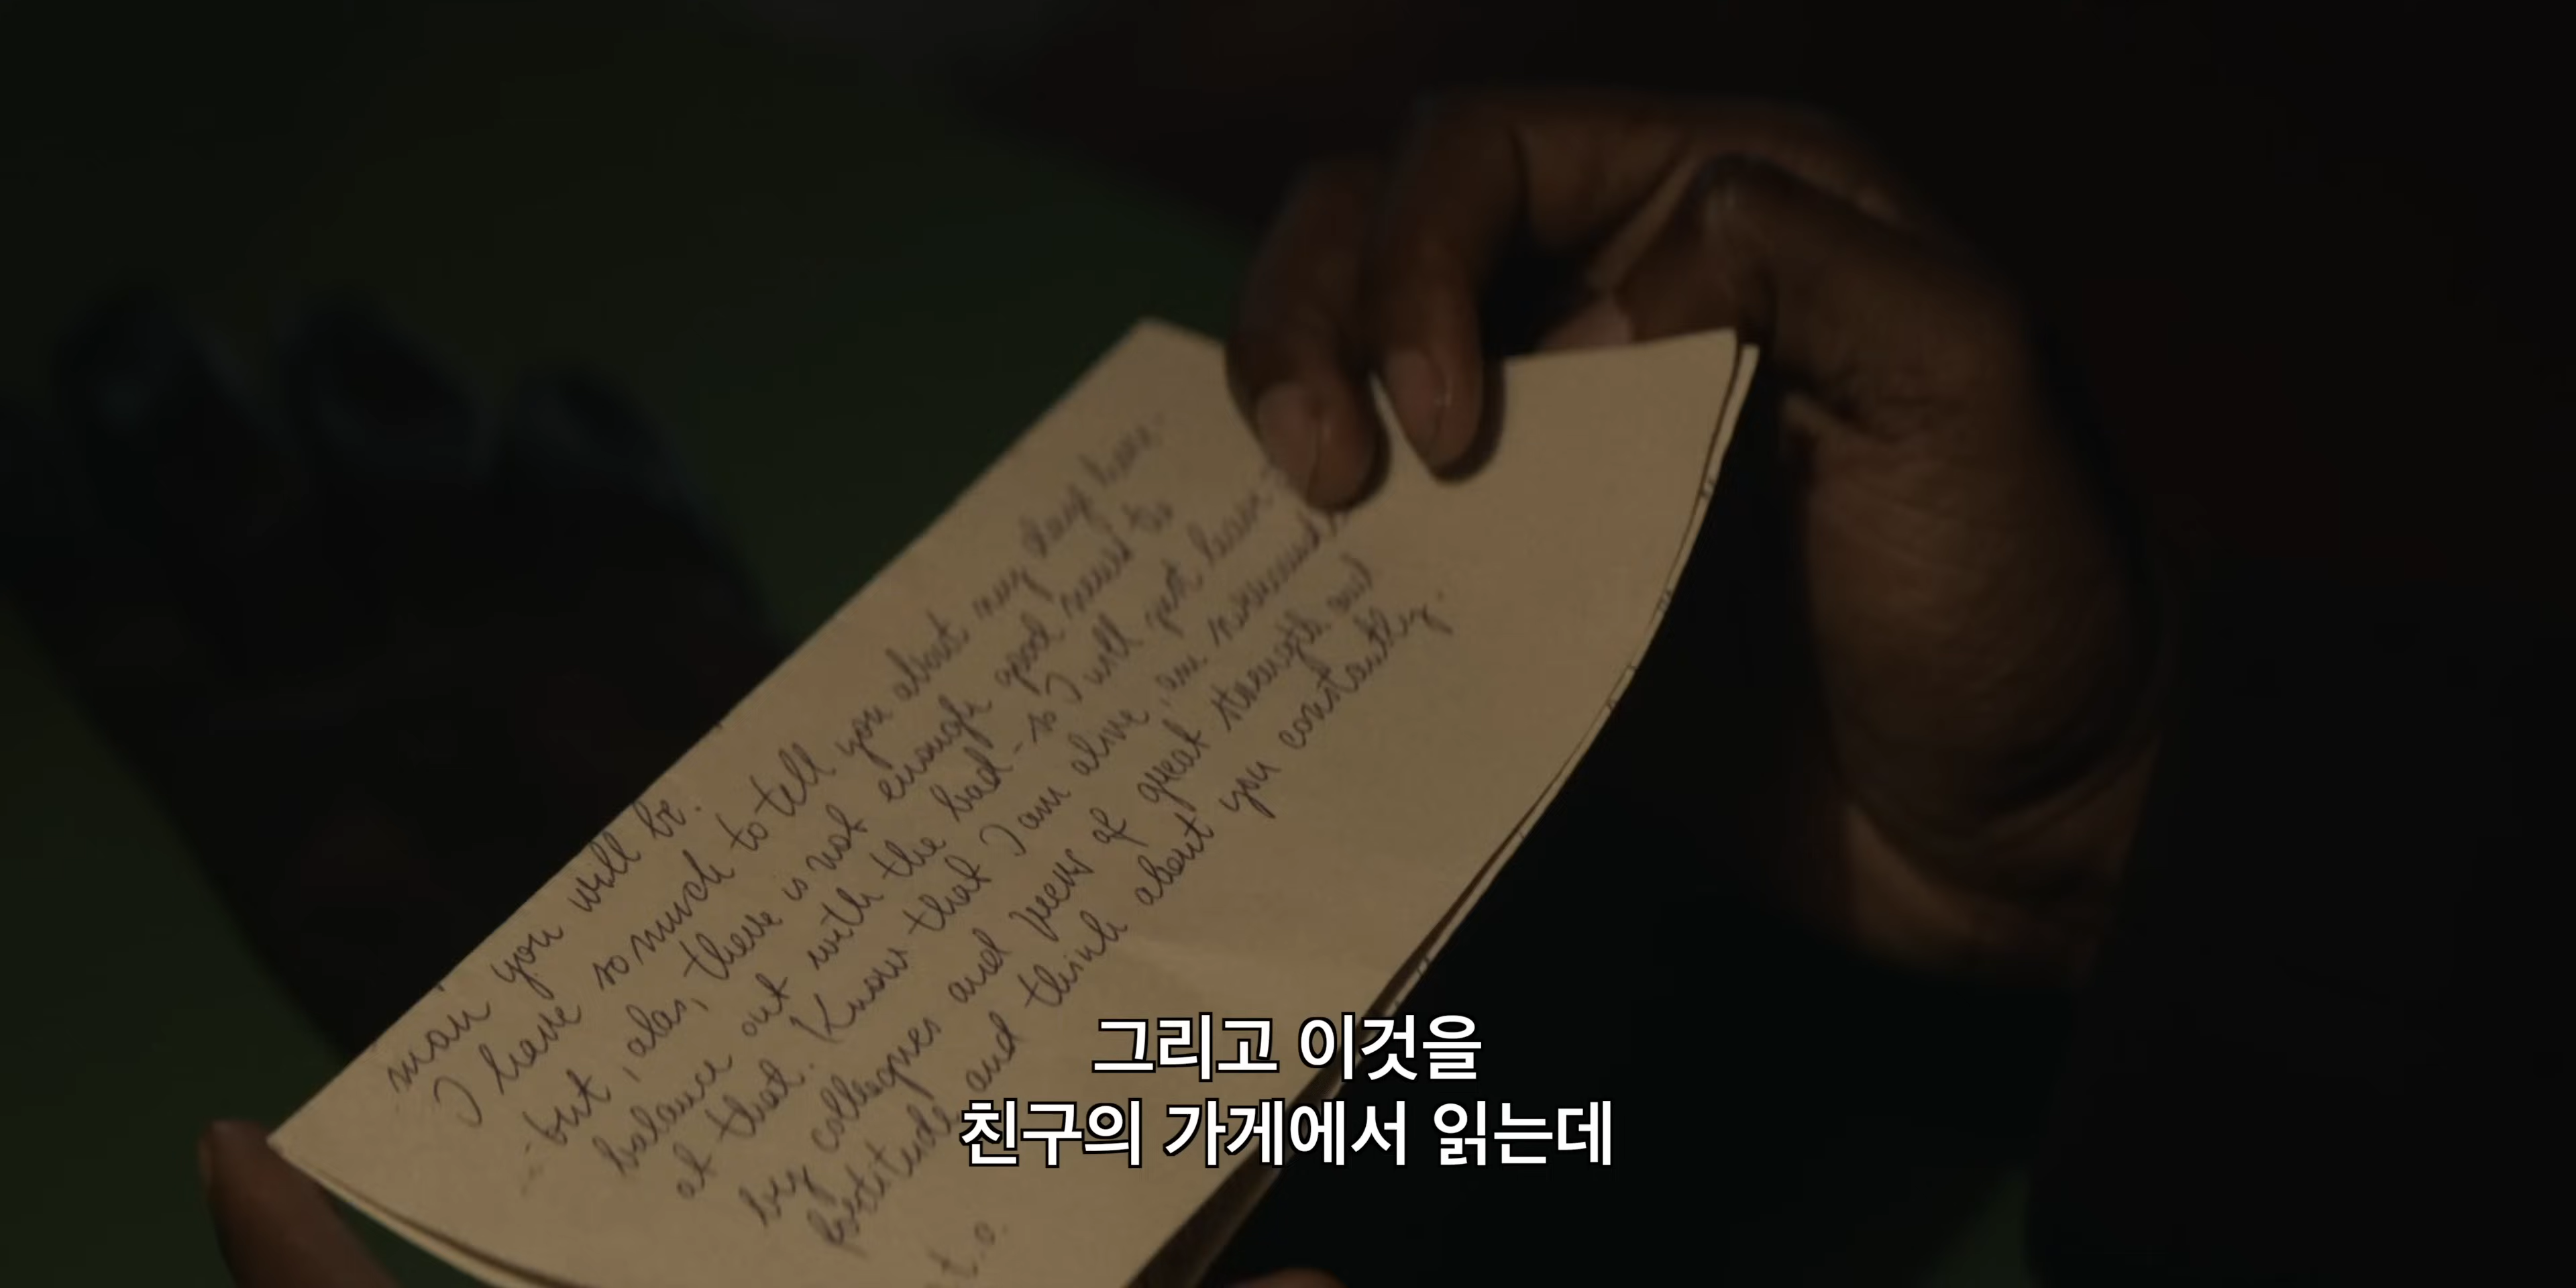 man you will be.
I have so much to tell you about my days here
- but, alas, there is not enough good news to
balance out with the bad - so I will just leave
at that. Know that I am alive, am
by colleagues and peers of great strength and
fortitude and think about you constantly.
t.o.
그리고 이것을
친구의 가게에서 읽는데